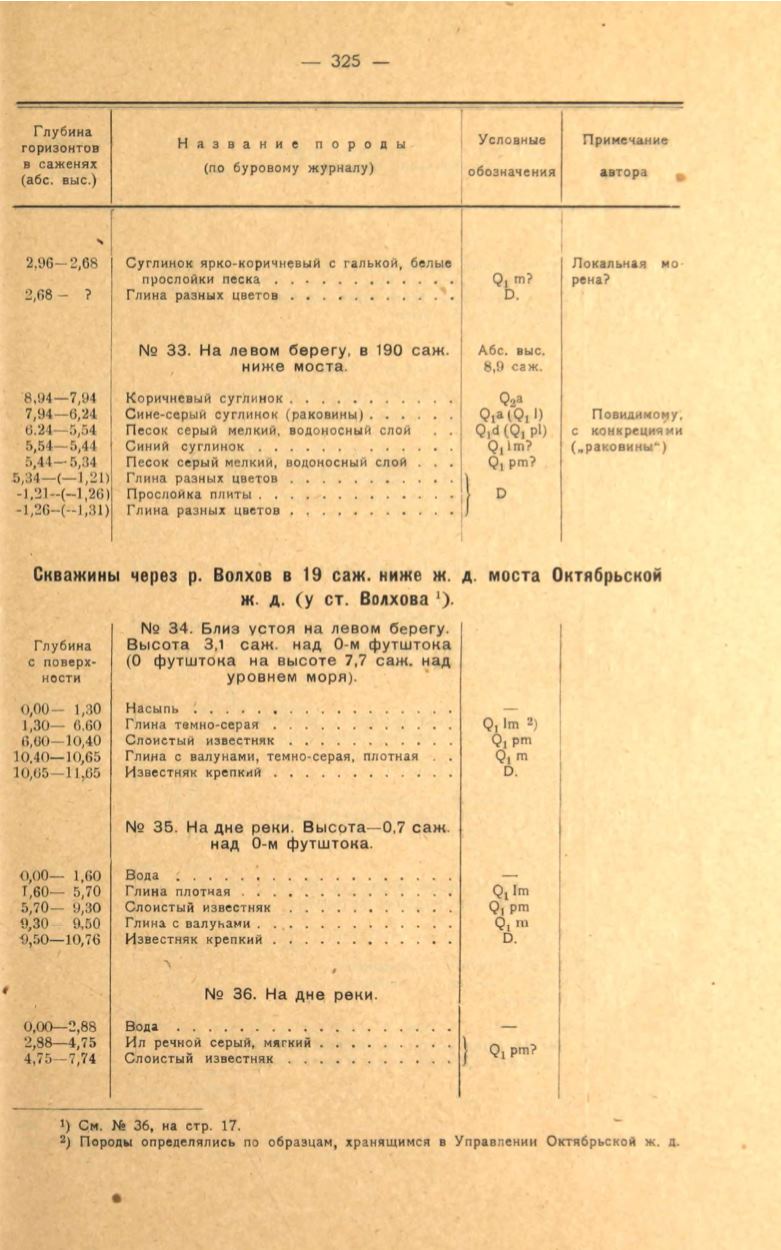 — 325 —
Глубина горизонтов в саженях (абс. выс.) Название породы (по буровому журналу) Условные обозначения Примечание автора
2,96—2,68 Суглинок ярко-коричневый с галькой, белые Локальная мо-
прослойки песка . . . . . . . . . . . . Q₁ m? рена?
2,68 — ? Глина разных цветов . . . . . . . . . . D.
№ 33. На левом берегу, в 190 саж. Абс. выс.
ниже моста. 8,9 саж.
8,94—7,94 Коричневый суглинок . . . . . . . . . . Q₂a
7,94—6,24 Сине-серый суглинок (раковины) . . . . . . Q₁a (Q₁ l) Повидимому,
6.24—5,54 Песок серый мелкий, водоносный слой . . Q₁d (Q₁ pl) с конкрециями
5,54—5,44 Синий суглинок . . . . . . . . . . . . Q₁ lm? („раковины“)
5,44—5,34 Песок серый мелкий, водоносный слой . . . Q₁ pm?
5,34—(—1,21) Глина разных цветов . . . . . . . . . .
-1,21—(—1,26) Прослойка плиты . . . . . . . . . . . . } D
-1,26—(—1,31) Глина разных цветов . . . . . . . . . .
Скважины через р. Волхов в 19 саж. ниже ж. д. моста Октябрьской
ж. д. (у ст. Волхова ¹).
№ 34. Близ устоя на левом берегу.
Глубина Высота 3,1 саж. над 0-м футштока
с поверх- (0 футштока на высоте 7,7 саж. над
ности уровнем моря).
0,00— 1,30 Насыпь . . . . . . . . . . . . . . . . —
1,30— 6.60 Глина темно-серая . . . . . . . . . . . Q₁ lm ²)
6,60—10,40 Слоистый известняк . . . . . . . . . . Q₁ pm
10,40—10,65 Глина с валунами, темно-серая, плотная . . Q₁ m
10,65—11,65 Известняк крепкий . . . . . . . . . . . D.
№ 35. На дне реки. Высота—0,7 саж.
над 0-м футштока.
0,00— 1,60 Вода . . . . . . . . . . . . . . . . . —
1,60— 5,70 Глина плотная . . . . . . . . . . . . . Q₁ lm
5,70— 9,30 Слоистый известняк . . . . . . . . . . Q₁ pm
9,30 9,50 Глина с валунами . . . . . . . . . . . . Q₁ m
9,50—10,76 Известняк крепкий . . . . . . . . . . . D.
№ 36. На дне реки.
0,00—2,88 Вода . . . . . . . . . . . . . . . . . —
2,88—4,75 Ил речной серый, мягкий . . . . . . . . } Q₁ pm?
4,75—7,74 Слоистый известняк . . . . . . . . . .
¹) См. № 36, на стр. 17.
²) Породы определялись по образцам, хранящимся в Управлении Октябрьской ж. д.